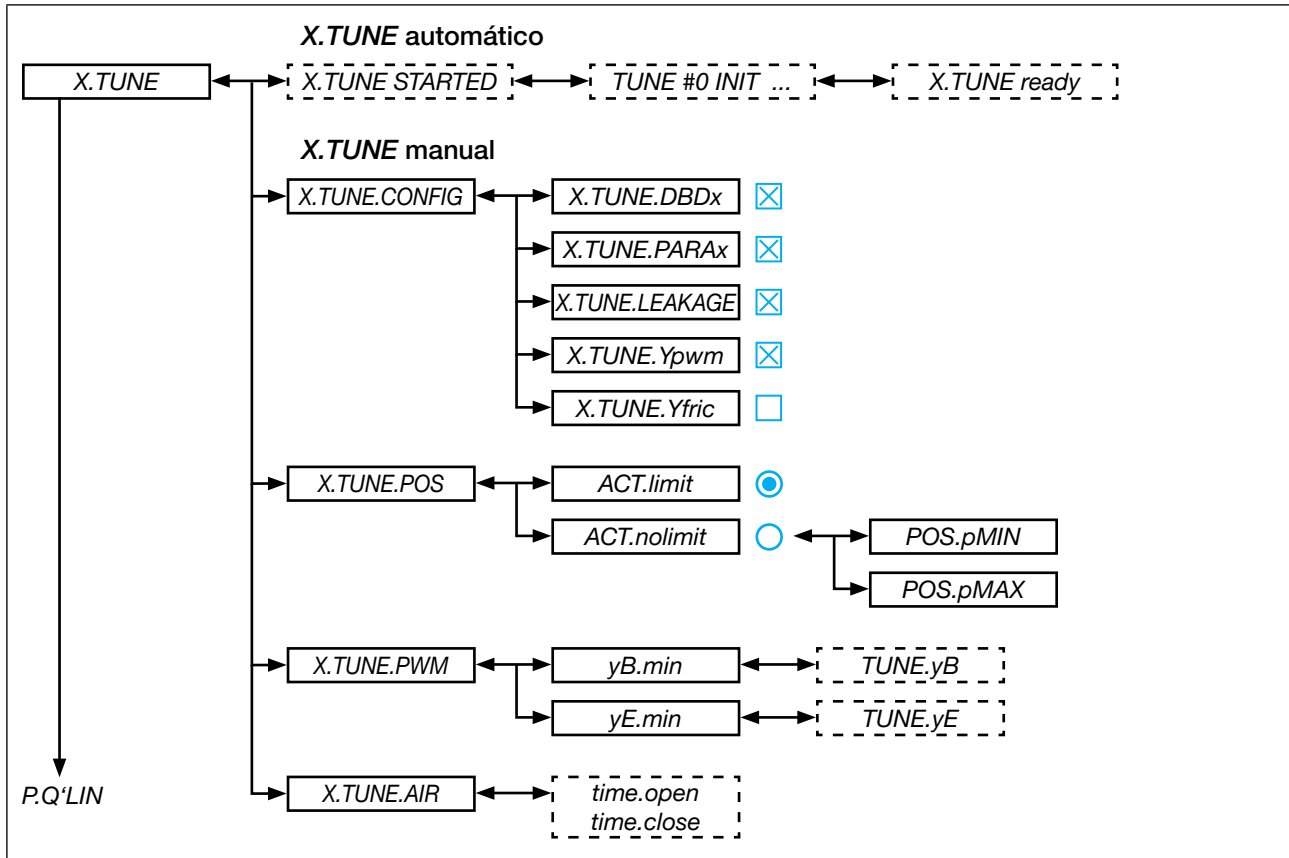 X.TUNE automático
X.TUNE
X.TUNE STARTED
TUNE #0 INIT ...
X.TUNE ready
X.TUNE manual
X.TUNE.CONFIG
X.TUNE.DBDx
X.TUNE.PARAx
X.TUNE.LEAKAGE
X.TUNE.Ypwm
X.TUNE.Yfric
X.TUNE.POS
ACT.limit
ACT.nolimit
POS.pMIN
POS.pMAX
X.TUNE.PWM
yB.min
TUNE.yB
yE.min
TUNE.yE
P.Q‘LIN
X.TUNE.AIR
time.open
time.close